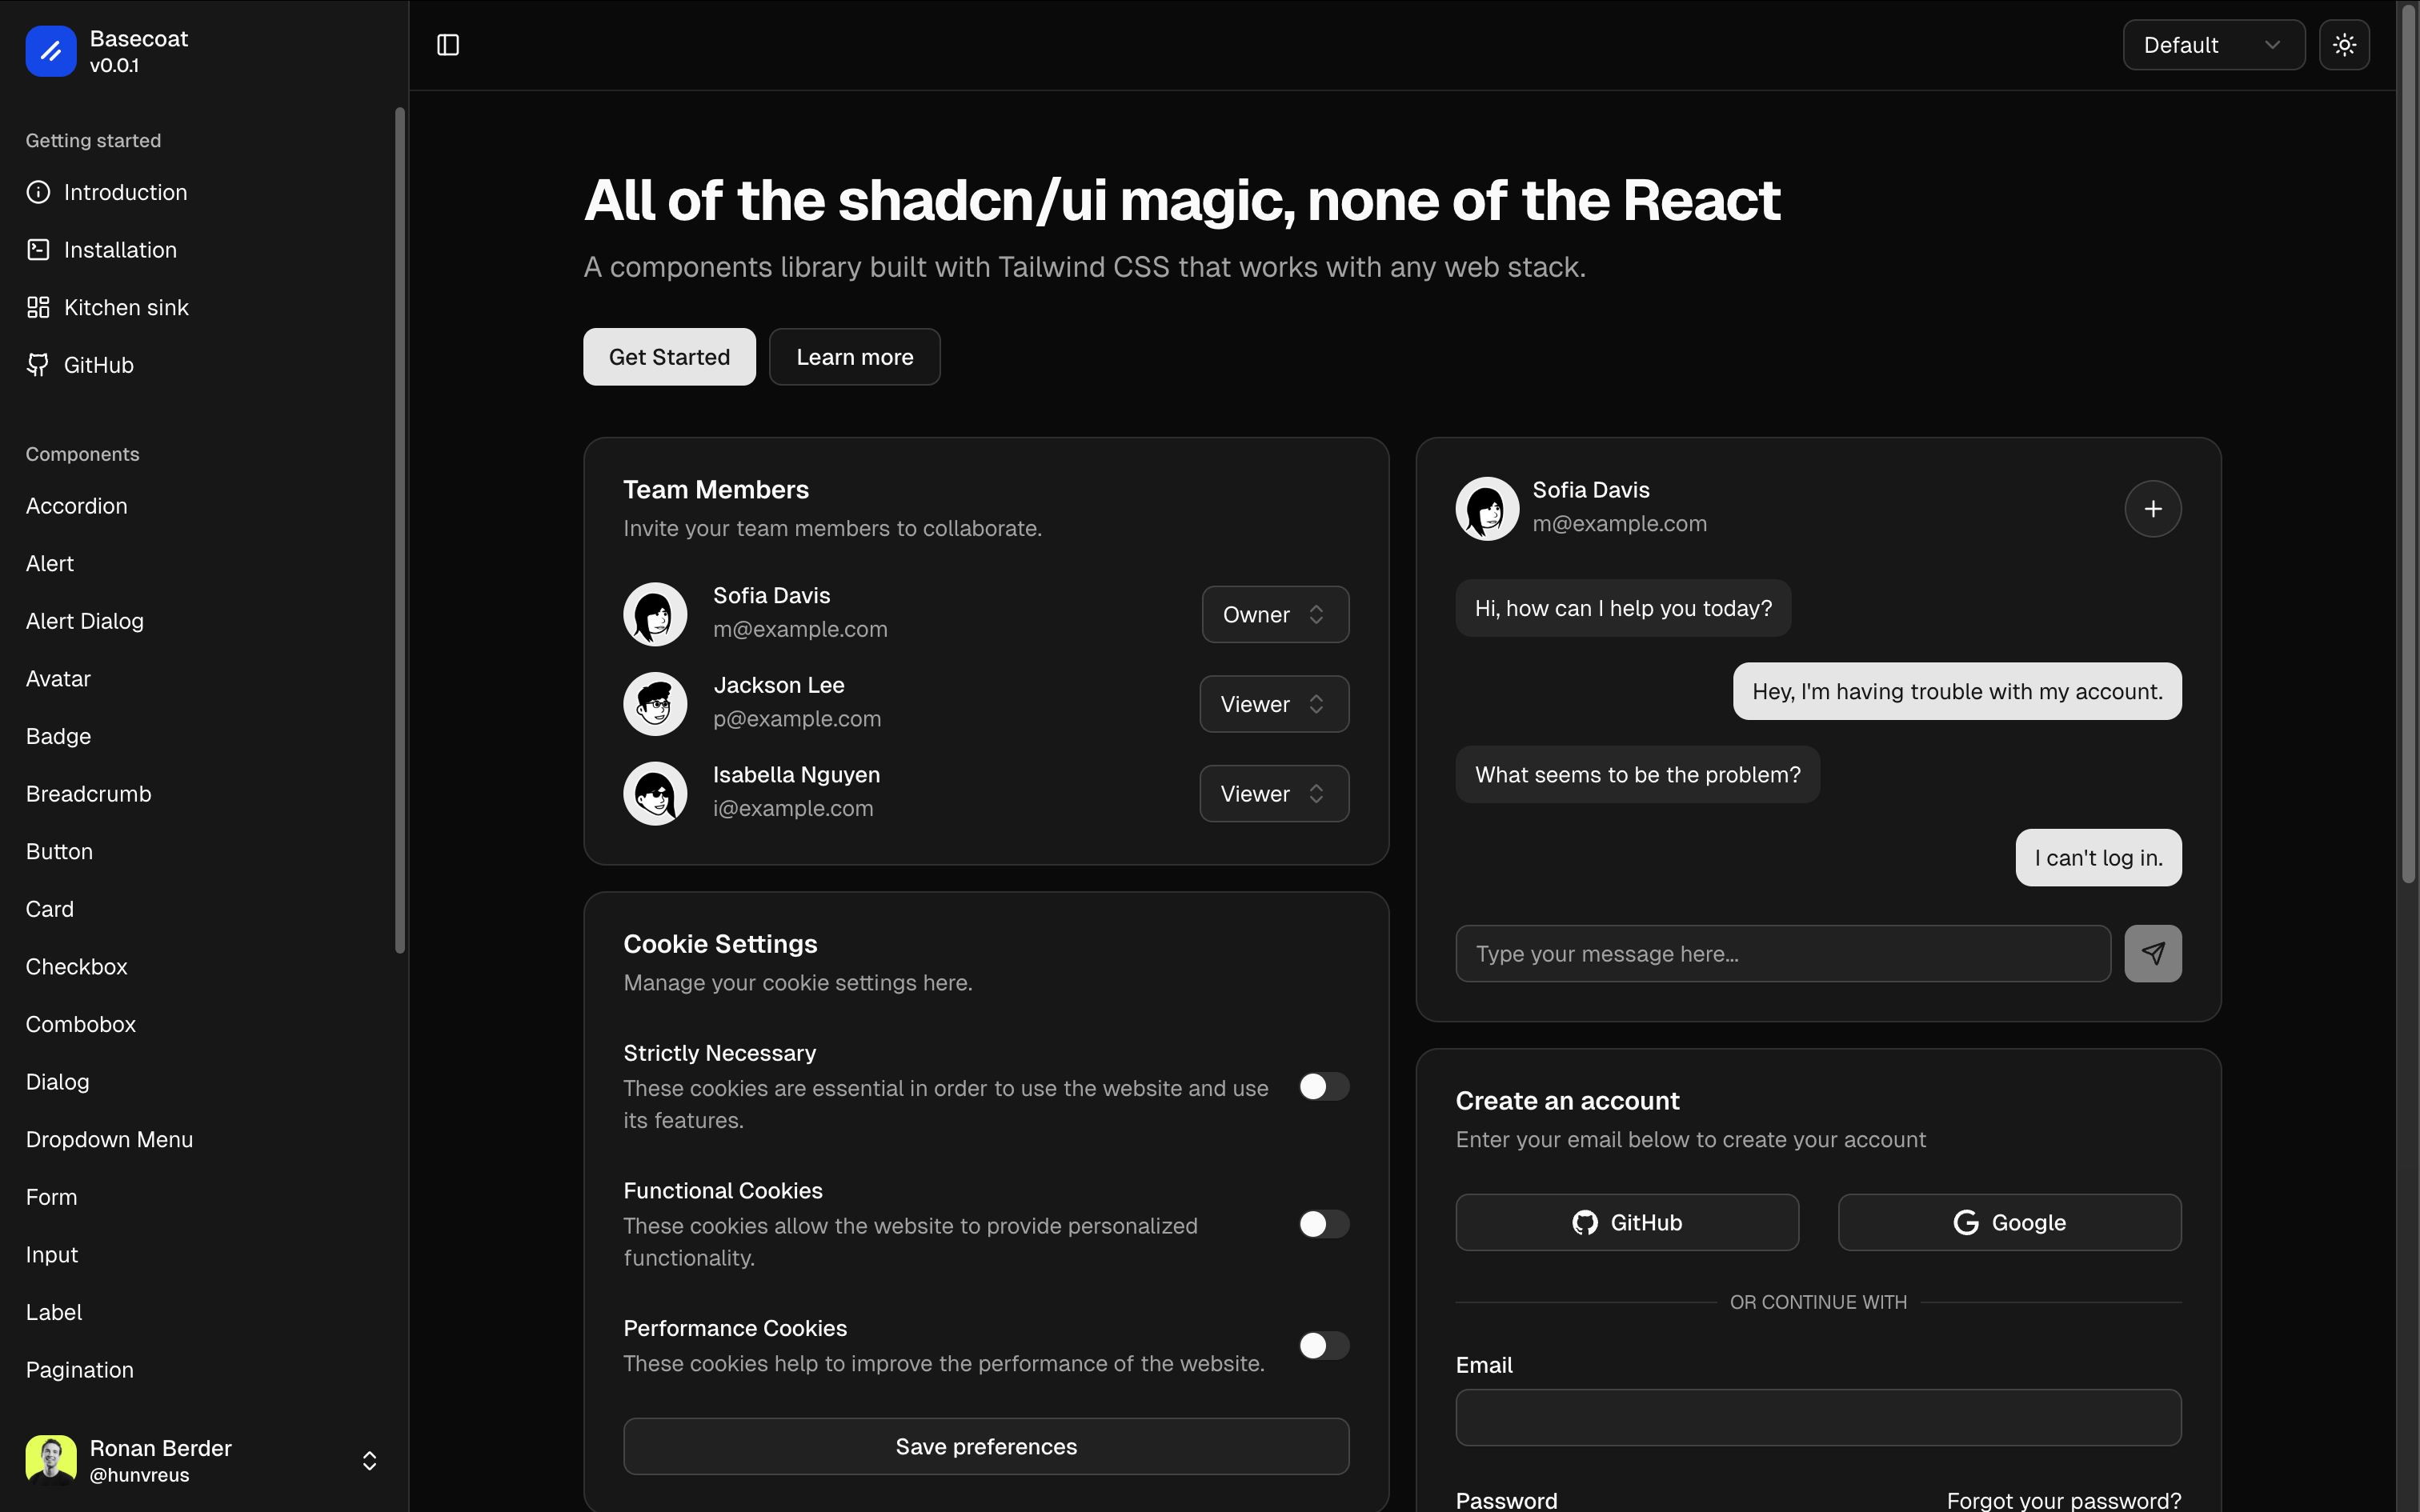 Basecoat
v0.0.1
Getting started
Introduction
Installation
Kitchen sink
GitHub
Components
Accordion
Alert
Alert Dialog
Avatar
Badge
Breadcrumb
Button
Card
Checkbox
Combobox
Dialog
Dropdown Menu
Form
Input
Label
Pagination
Ronan Berder
@hunvreus
Default
All of the shadcn/ui magic, none of the React
A components library built with Tailwind CSS that works with any web stack.
Get Started
Learn more
Team Members
Invite your team members to collaborate.
Sofia Davis
m@example.com
Owner
Jackson Lee
p@example.com
Viewer
Isabella Nguyen
i@example.com
Viewer
Cookie Settings
Manage your cookie settings here.
Strictly Necessary
These cookies are essential in order to use the website and use
its features.
Functional Cookies
These cookies allow the website to provide personalized
functionality.
Performance Cookies
These cookies help to improve the performance of the website.
Save preferences
Sofia Davis
m@example.com
Hi, how can I help you today?
Hey, I'm having trouble with my account.
What seems to be the problem?
I can't log in.
Type your message here...
Create an account
Enter your email below to create your account
GitHub
Google
OR CONTINUE WITH
Email
Password
Forgot your password?